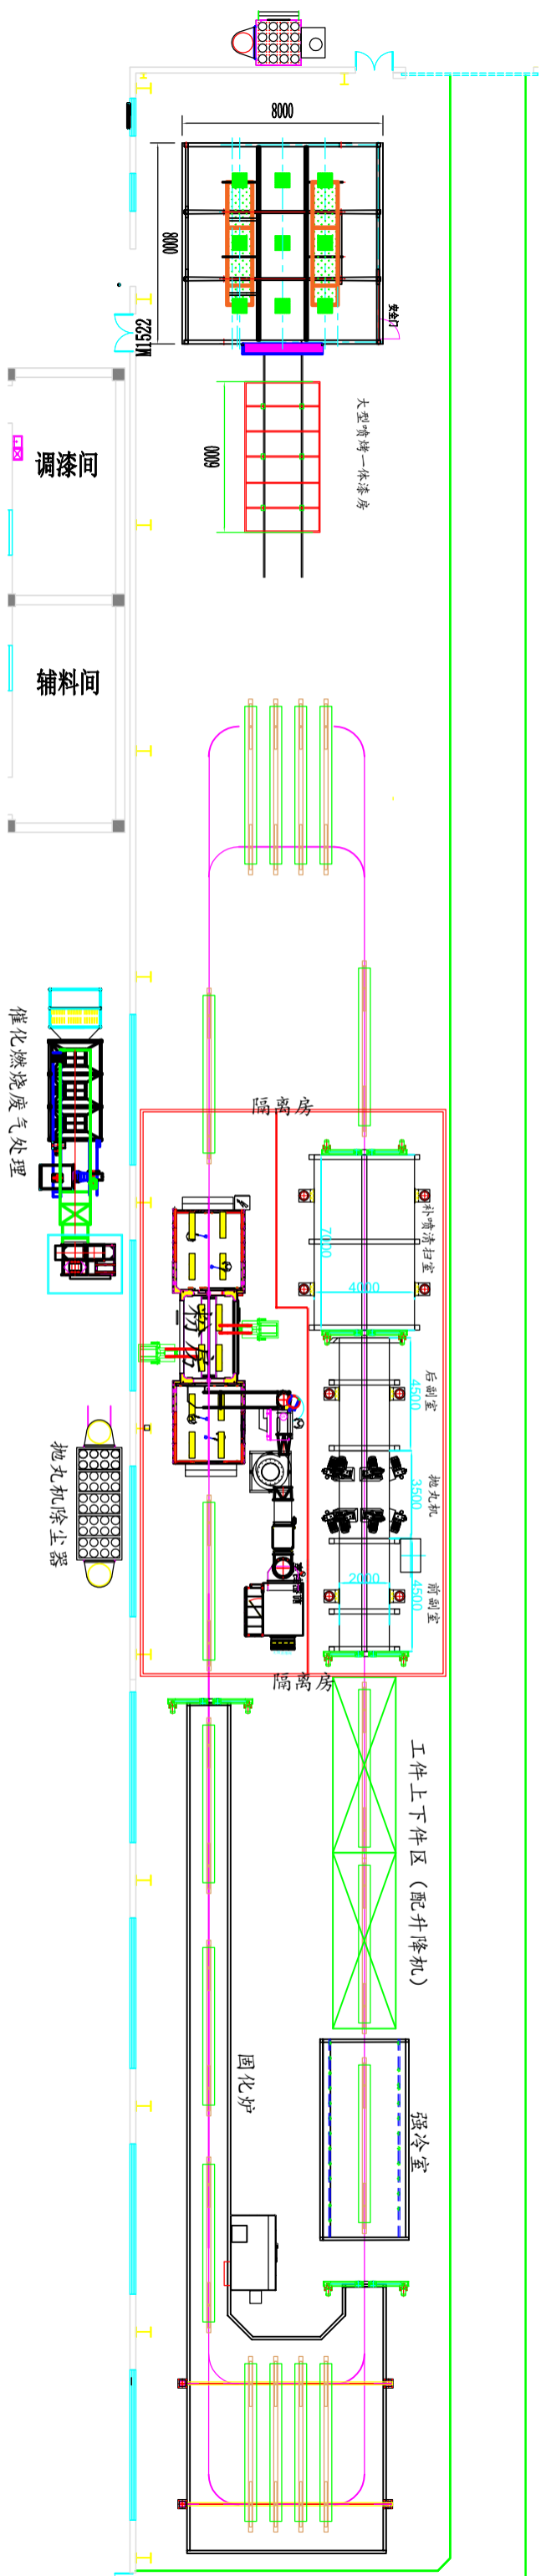 8000
8000
安全门
M1522
大型喷烤一体漆房
6000
调漆间
辅料间
催化燃烧废气处理
隔离房
补喷清扫室
7000
4000
粉房
后副室
4500
抛丸机
3500
前副室
4500
2000
抛丸机除尘器
隔离房
工件上下件区（配升降机）
固化炉
强冷室